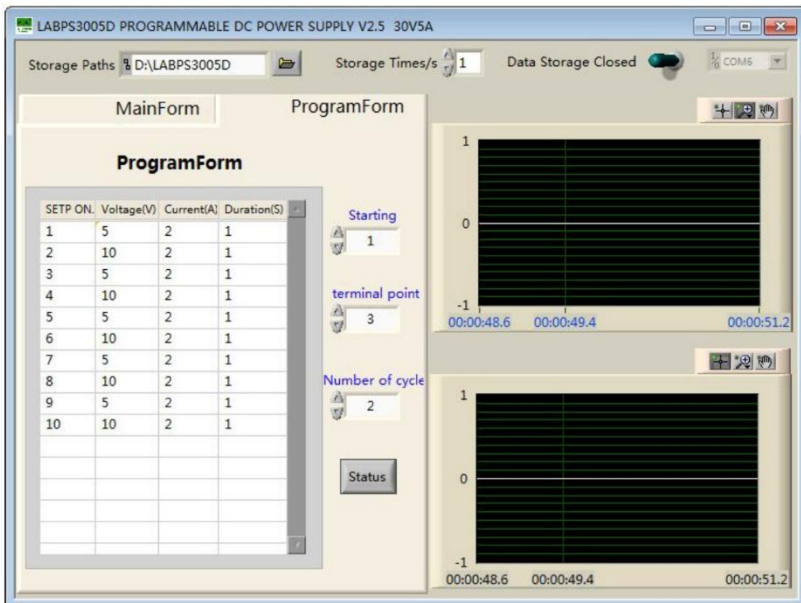 LABPS3005D PROGRAMMABLE DC POWER SUPPLY V2.5 30V5A
Storage Paths D:\LABPS3005D Storage Times/s 1 Data Storage Closed I/O COM6
MainForm ProgramForm
ProgramForm
SETP ON. Voltage(V) Current(A) Duration(S)
1 5 2 1
2 10 2 1
3 5 2 1
4 10 2 1
5 5 2 1
6 10 2 1
7 5 2 1
8 10 2 1
9 5 2 1
10 10 2 1
Starting
1
terminal point
3
Number of cycle
2
Status
1
0
-1
00:00:48.6 00:00:49.4 00:00:51.2
1
0
-1
00:00:48.6 00:00:49.4 00:00:51.2